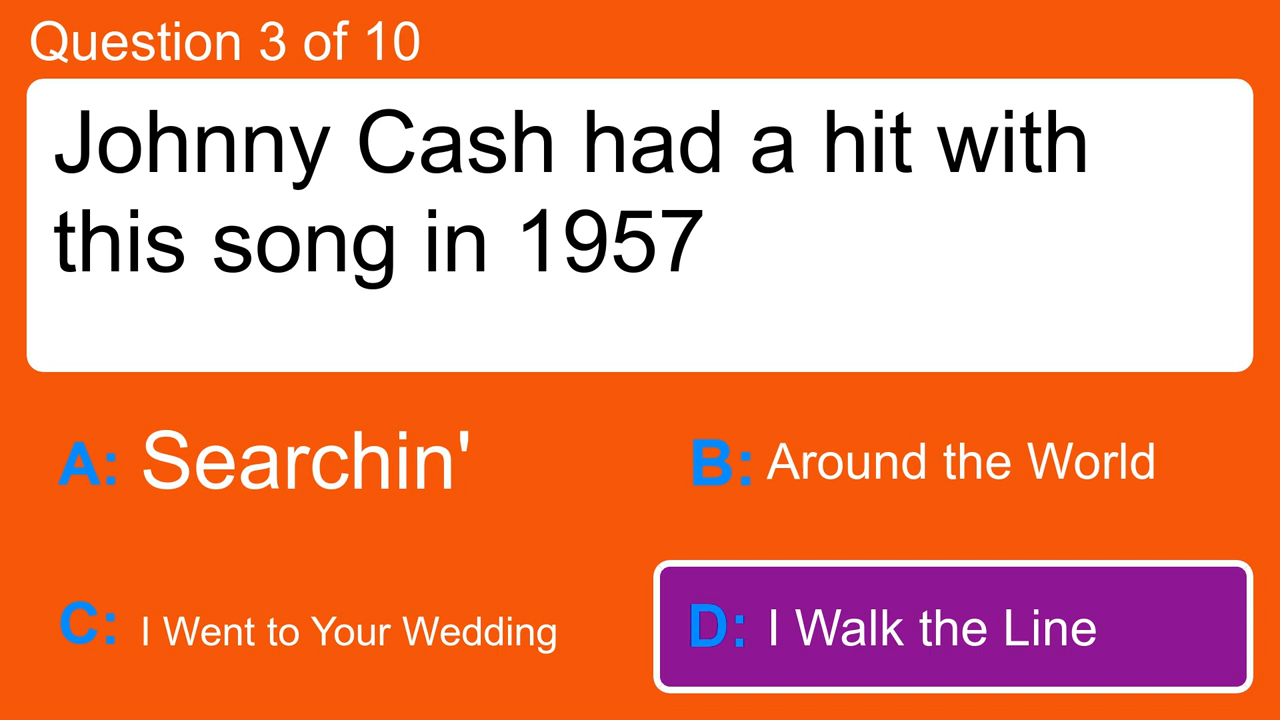 Question 3 of 10
Johnny Cash had a hit with
this song in 1957
A: Searchin'
B: Around the World
C: I Went to Your Wedding
D: I Walk the Line